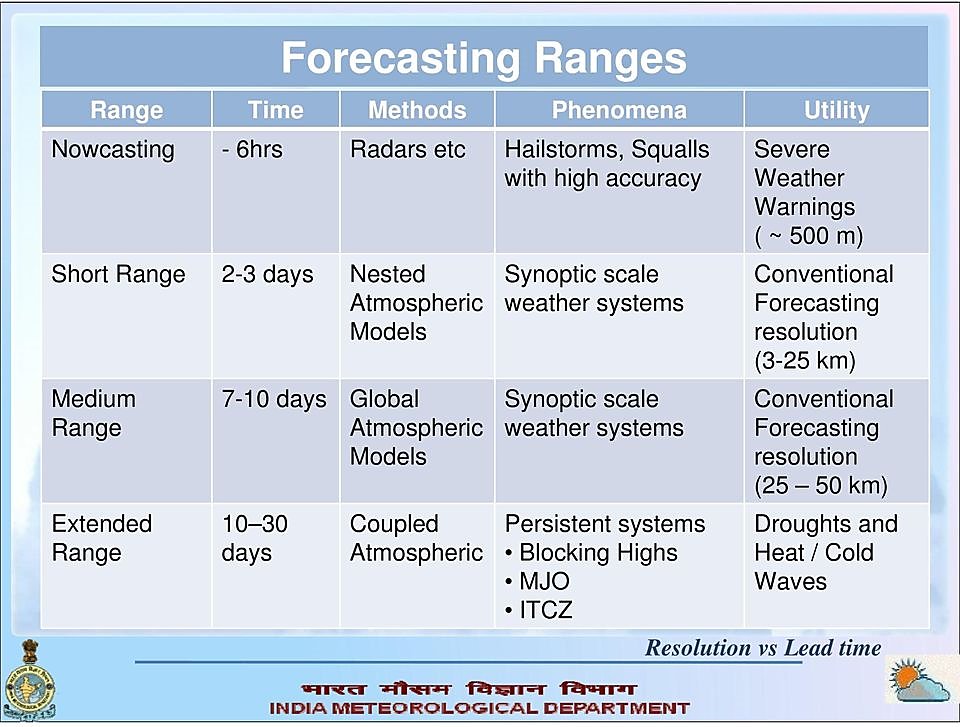 Forecasting Ranges
Range Time Methods Phenomena Utility
Nowcasting - 6hrs Radars etc Hailstorms, Squalls Severe
with high accuracy Weather
Warnings
( ~ 500 m)
Short Range 2-3 days Nested Synoptic scale Conventional
Atmospheric weather systems Forecasting
Models resolution
(3-25 km)
Medium 7-10 days Global Synoptic scale Conventional
Range Atmospheric weather systems Forecasting
Models resolution
(25 – 50 km)
Extended 10–30 Coupled Persistent systems Droughts and
Range days Atmospheric • Blocking Highs Heat / Cold
• MJO Waves
• ITCZ
Resolution vs Lead time
भारत मौसम विज्ञान विभाग
INDIA METEOROLOGICAL DEPARTMENT